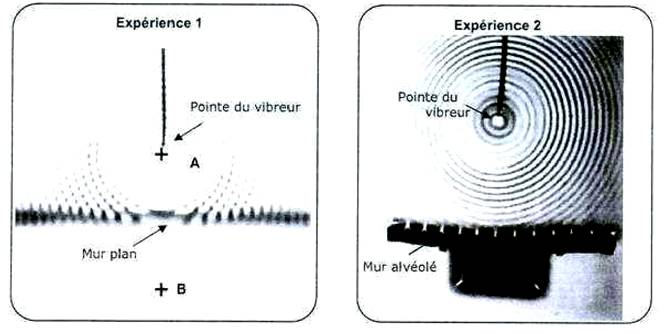 Expérience 1
Pointe du vibreur
A
Mur plan
B
Expérience 2
Pointe du
vibreur
Mur alvéolé